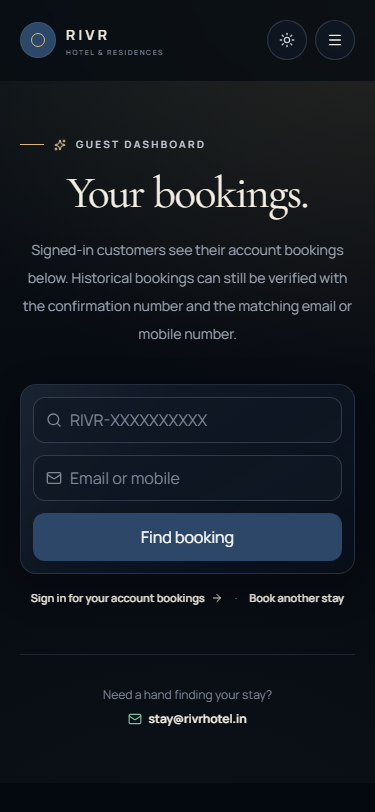 RIVR
HOTEL & RESIDENCES
GUEST DASHBOARD
Your bookings.
Signed-in customers see their account bookings
below. Historical bookings can still be verified with
the confirmation number and the matching email or
mobile number.
RIVR-XXXXXXXXXX
Email or mobile
Find booking
Sign in for your account bookings → · Book another stay
Need a hand finding your stay?
stay@rivrhotel.in